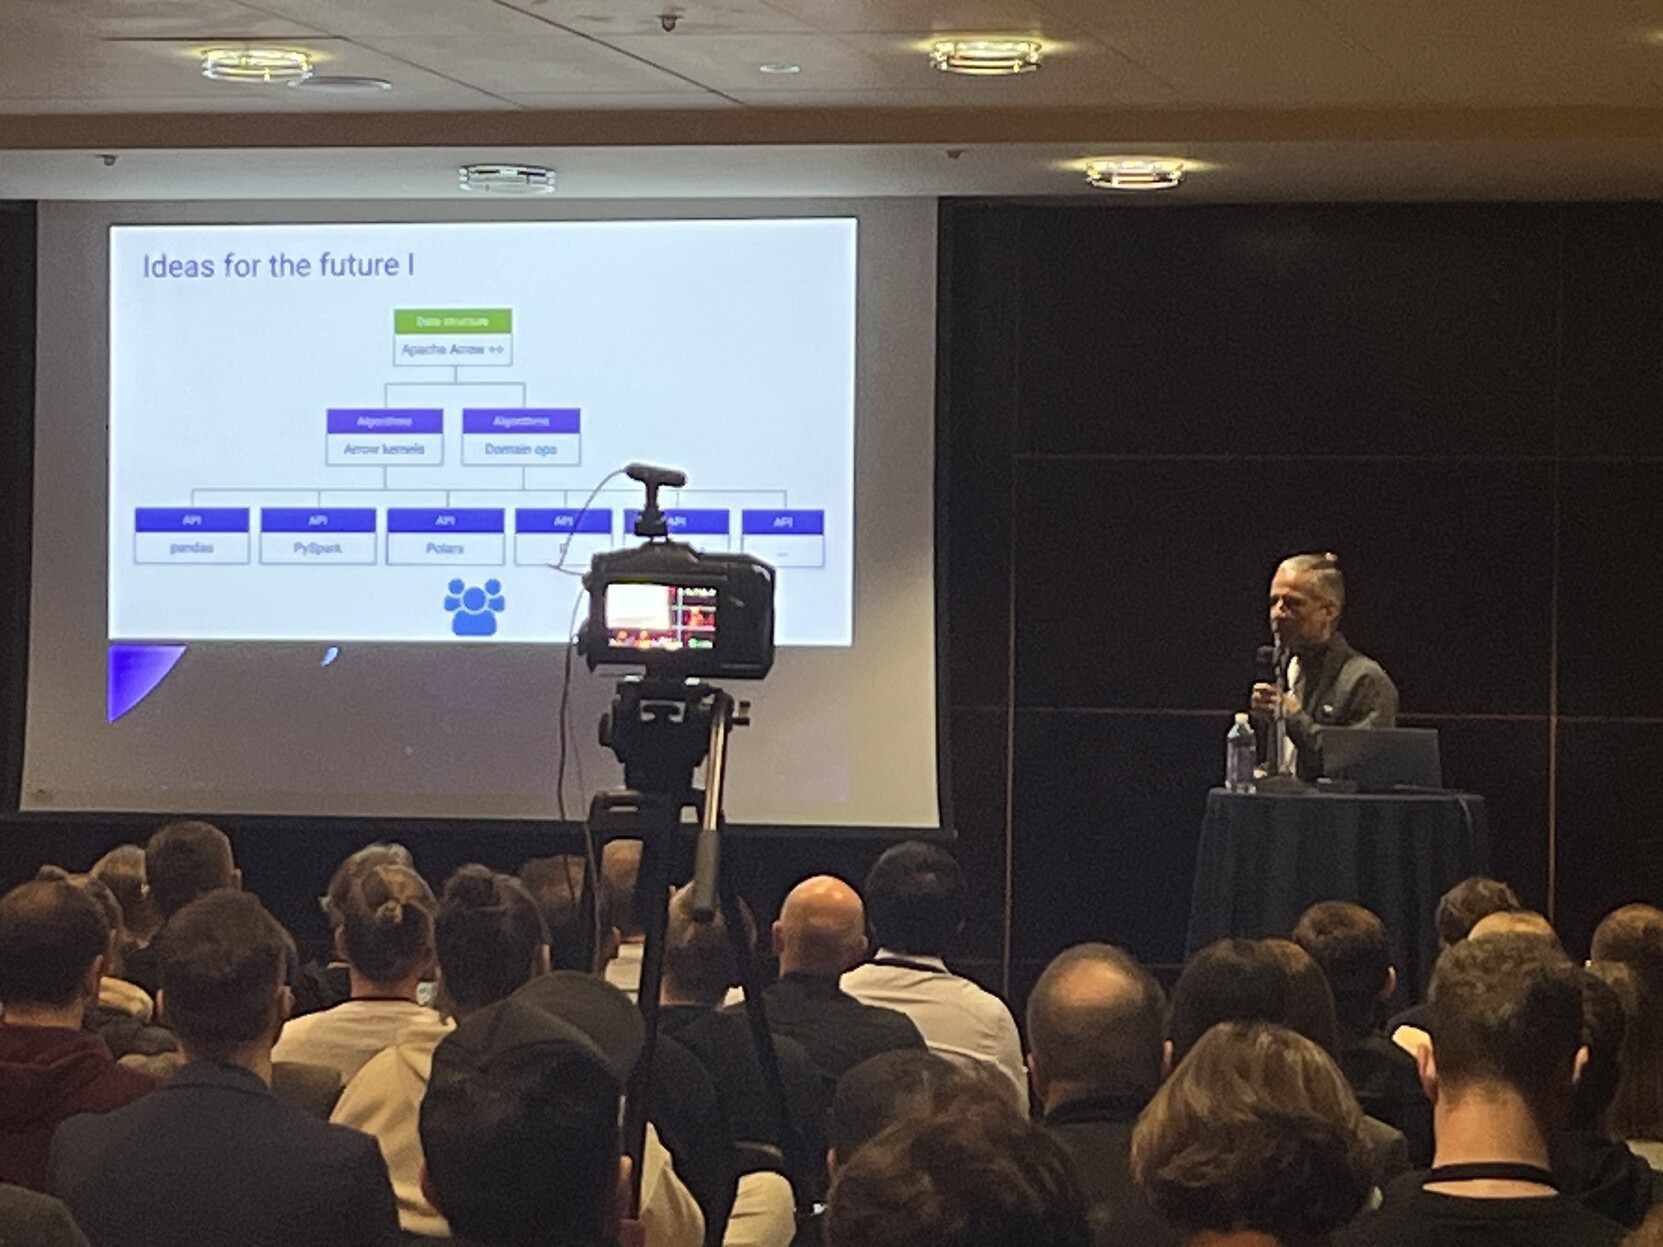 Ideas for the future I
Data structure
Apache Arrow ++
Algorithms
Algorithms
Arrow kernels
Domain ops
API
API
API
API
API
API
pandas
PySpark
Polars
...